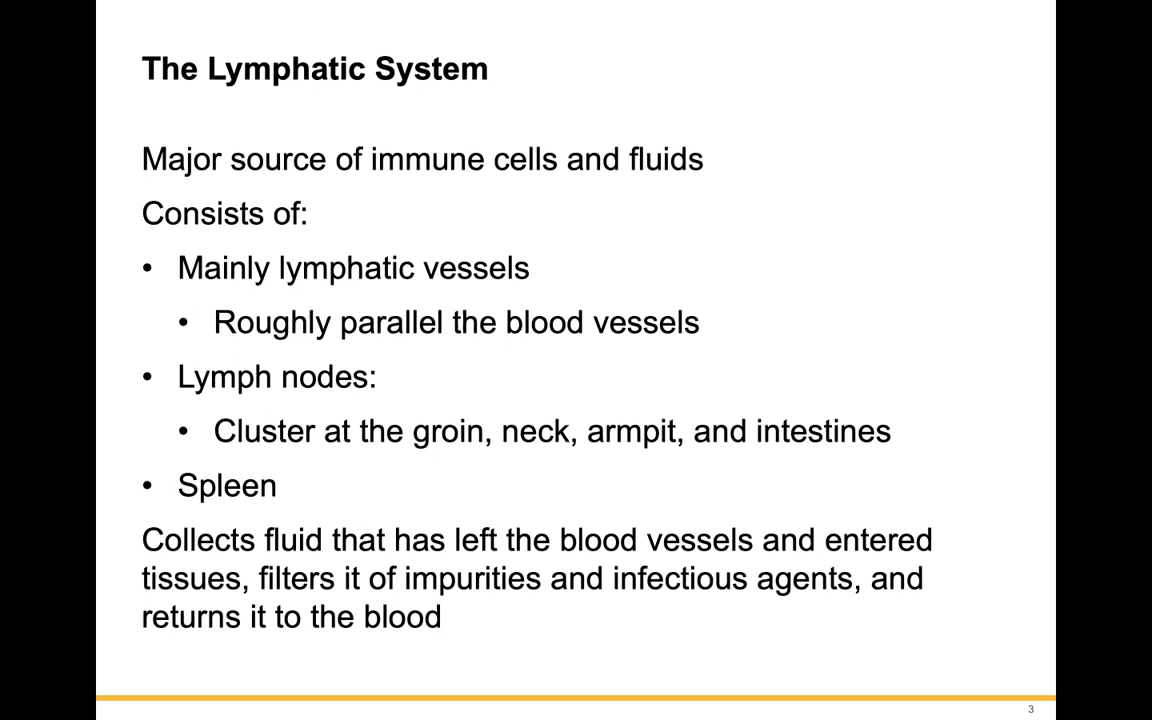 The Lymphatic System
Major source of immune cells and fluids
Consists of:
• Mainly lymphatic vessels
• Roughly parallel the blood vessels
• Lymph nodes:
• Cluster at the groin, neck, armpit, and intestines
• Spleen
Collects fluid that has left the blood vessels and entered
tissues, filters it of impurities and infectious agents, and
returns it to the blood
3